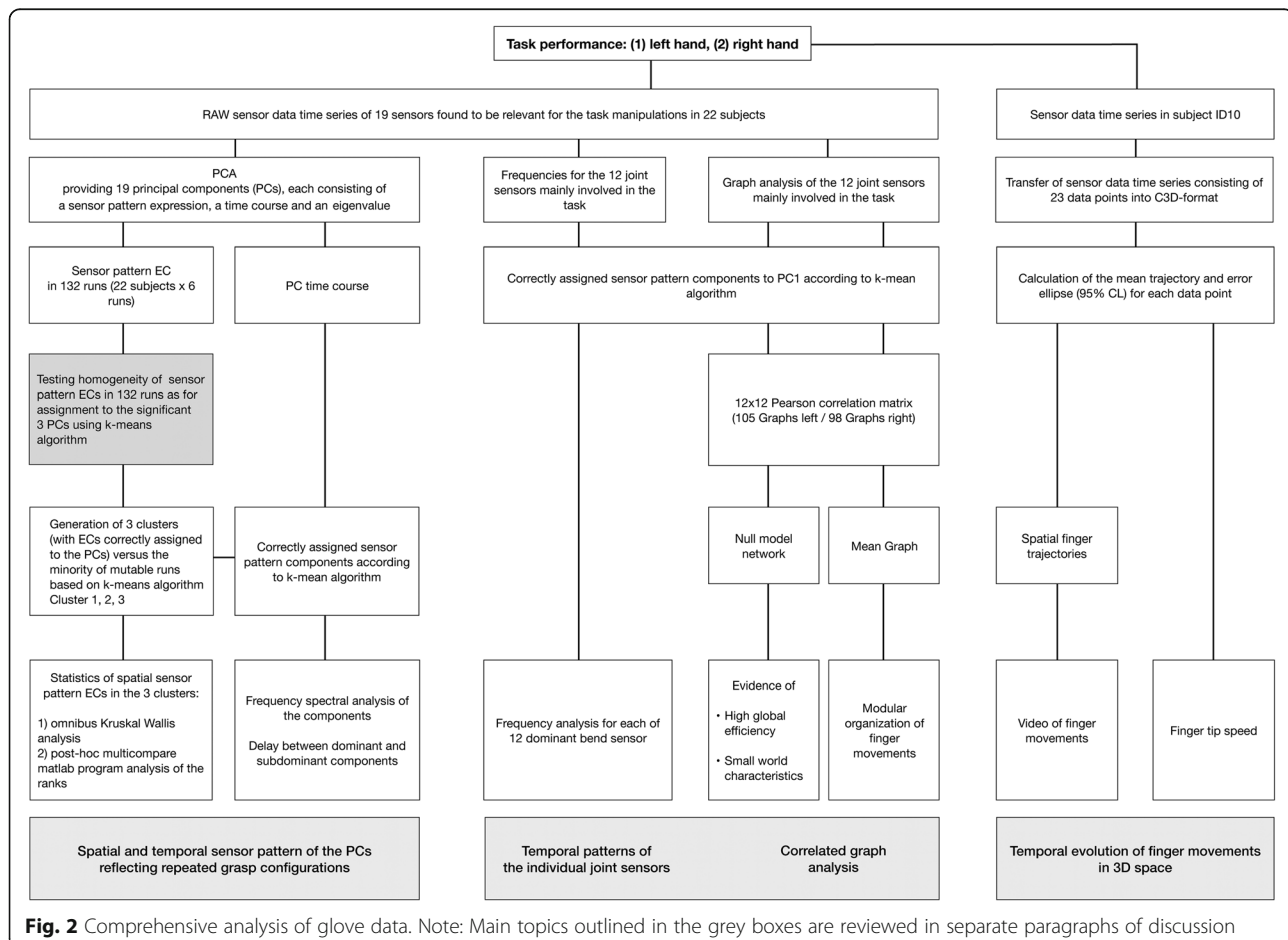 Task performance: (1) left hand, (2) right hand
RAW sensor data time series of 19 sensors found to be relevant for the task manipulations in 22 subjects
Sensor data time series in subject ID10
PCA
providing 19 principal components (PCs), each consisting of
a sensor pattern expression, a time course and an eigenvalue
Frequencies for the 12 joint
sensors mainly involved in the
task
Graph analysis of the 12 joint sensors
mainly involved in the task
Transfer of sensor data time series consisting of
23 data points into C3D-format
Sensor pattern EC
in 132 runs (22 subjects x 6
runs)
PC time course
Correctly assigned sensor pattern components to PC1 according to k-mean
algorithm
Calculation of the mean trajectory and error
ellipse (95% CL) for each data point
Testing homogeneity of sensor
pattern ECs in 132 runs as for
assignment to the significant
3 PCs using k-means
algorithm
12x12 Pearson correlation matrix
(105 Graphs left / 98 Graphs right)
Generation of 3 clusters
(with ECs correctly assigned
to the PCs) versus the
minority of mutable runs
based on k-means algorithm
Cluster 1, 2, 3
Correctly assigned sensor
pattern components according
to k-mean algorithm
Null model
network
Mean Graph
Spatial finger
trajectories
Statistics of spatial sensor
pattern ECs in the 3 clusters:
1) omnibus Kruskal Wallis
analysis
2) post-hoc multicompare
matlab program analysis of the
ranks
Frequency spectral analysis of
the components
Delay between dominant and
subdominant components
Frequency analysis for each of
12 dominant bend sensor
Evidence of
• High global
efficiency
• Small world
characteristics
Modular
organization of
finger
movements
Video of finger
movements
Finger tip speed
Spatial and temporal sensor pattern of the PCs
reflecting repeated grasp configurations
Temporal patterns of
the individual joint sensors
Correlated graph
analysis
Temporal evolution of finger movements
in 3D space
Fig. 2 Comprehensive analysis of glove data. Note: Main topics outlined in the grey boxes are reviewed in separate paragraphs of discussion